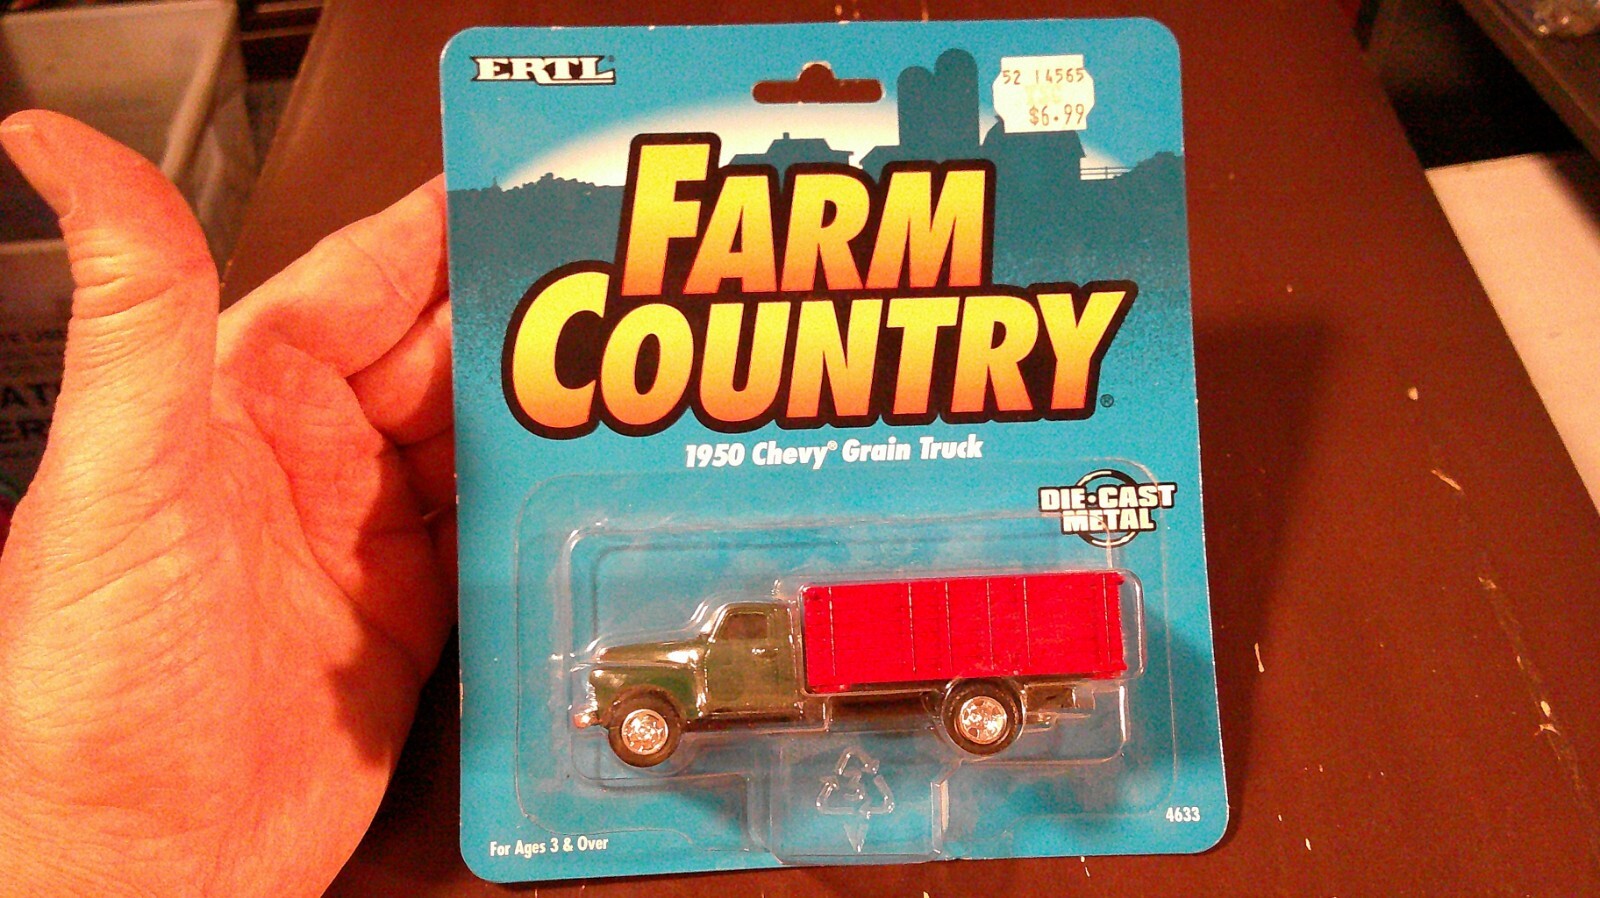 ERTL
52 14565
$6.99
FARM
COUNTRY®
1950 Chevy® Grain Truck
DIE•CAST
METAL
4633
For Ages 3 & Over